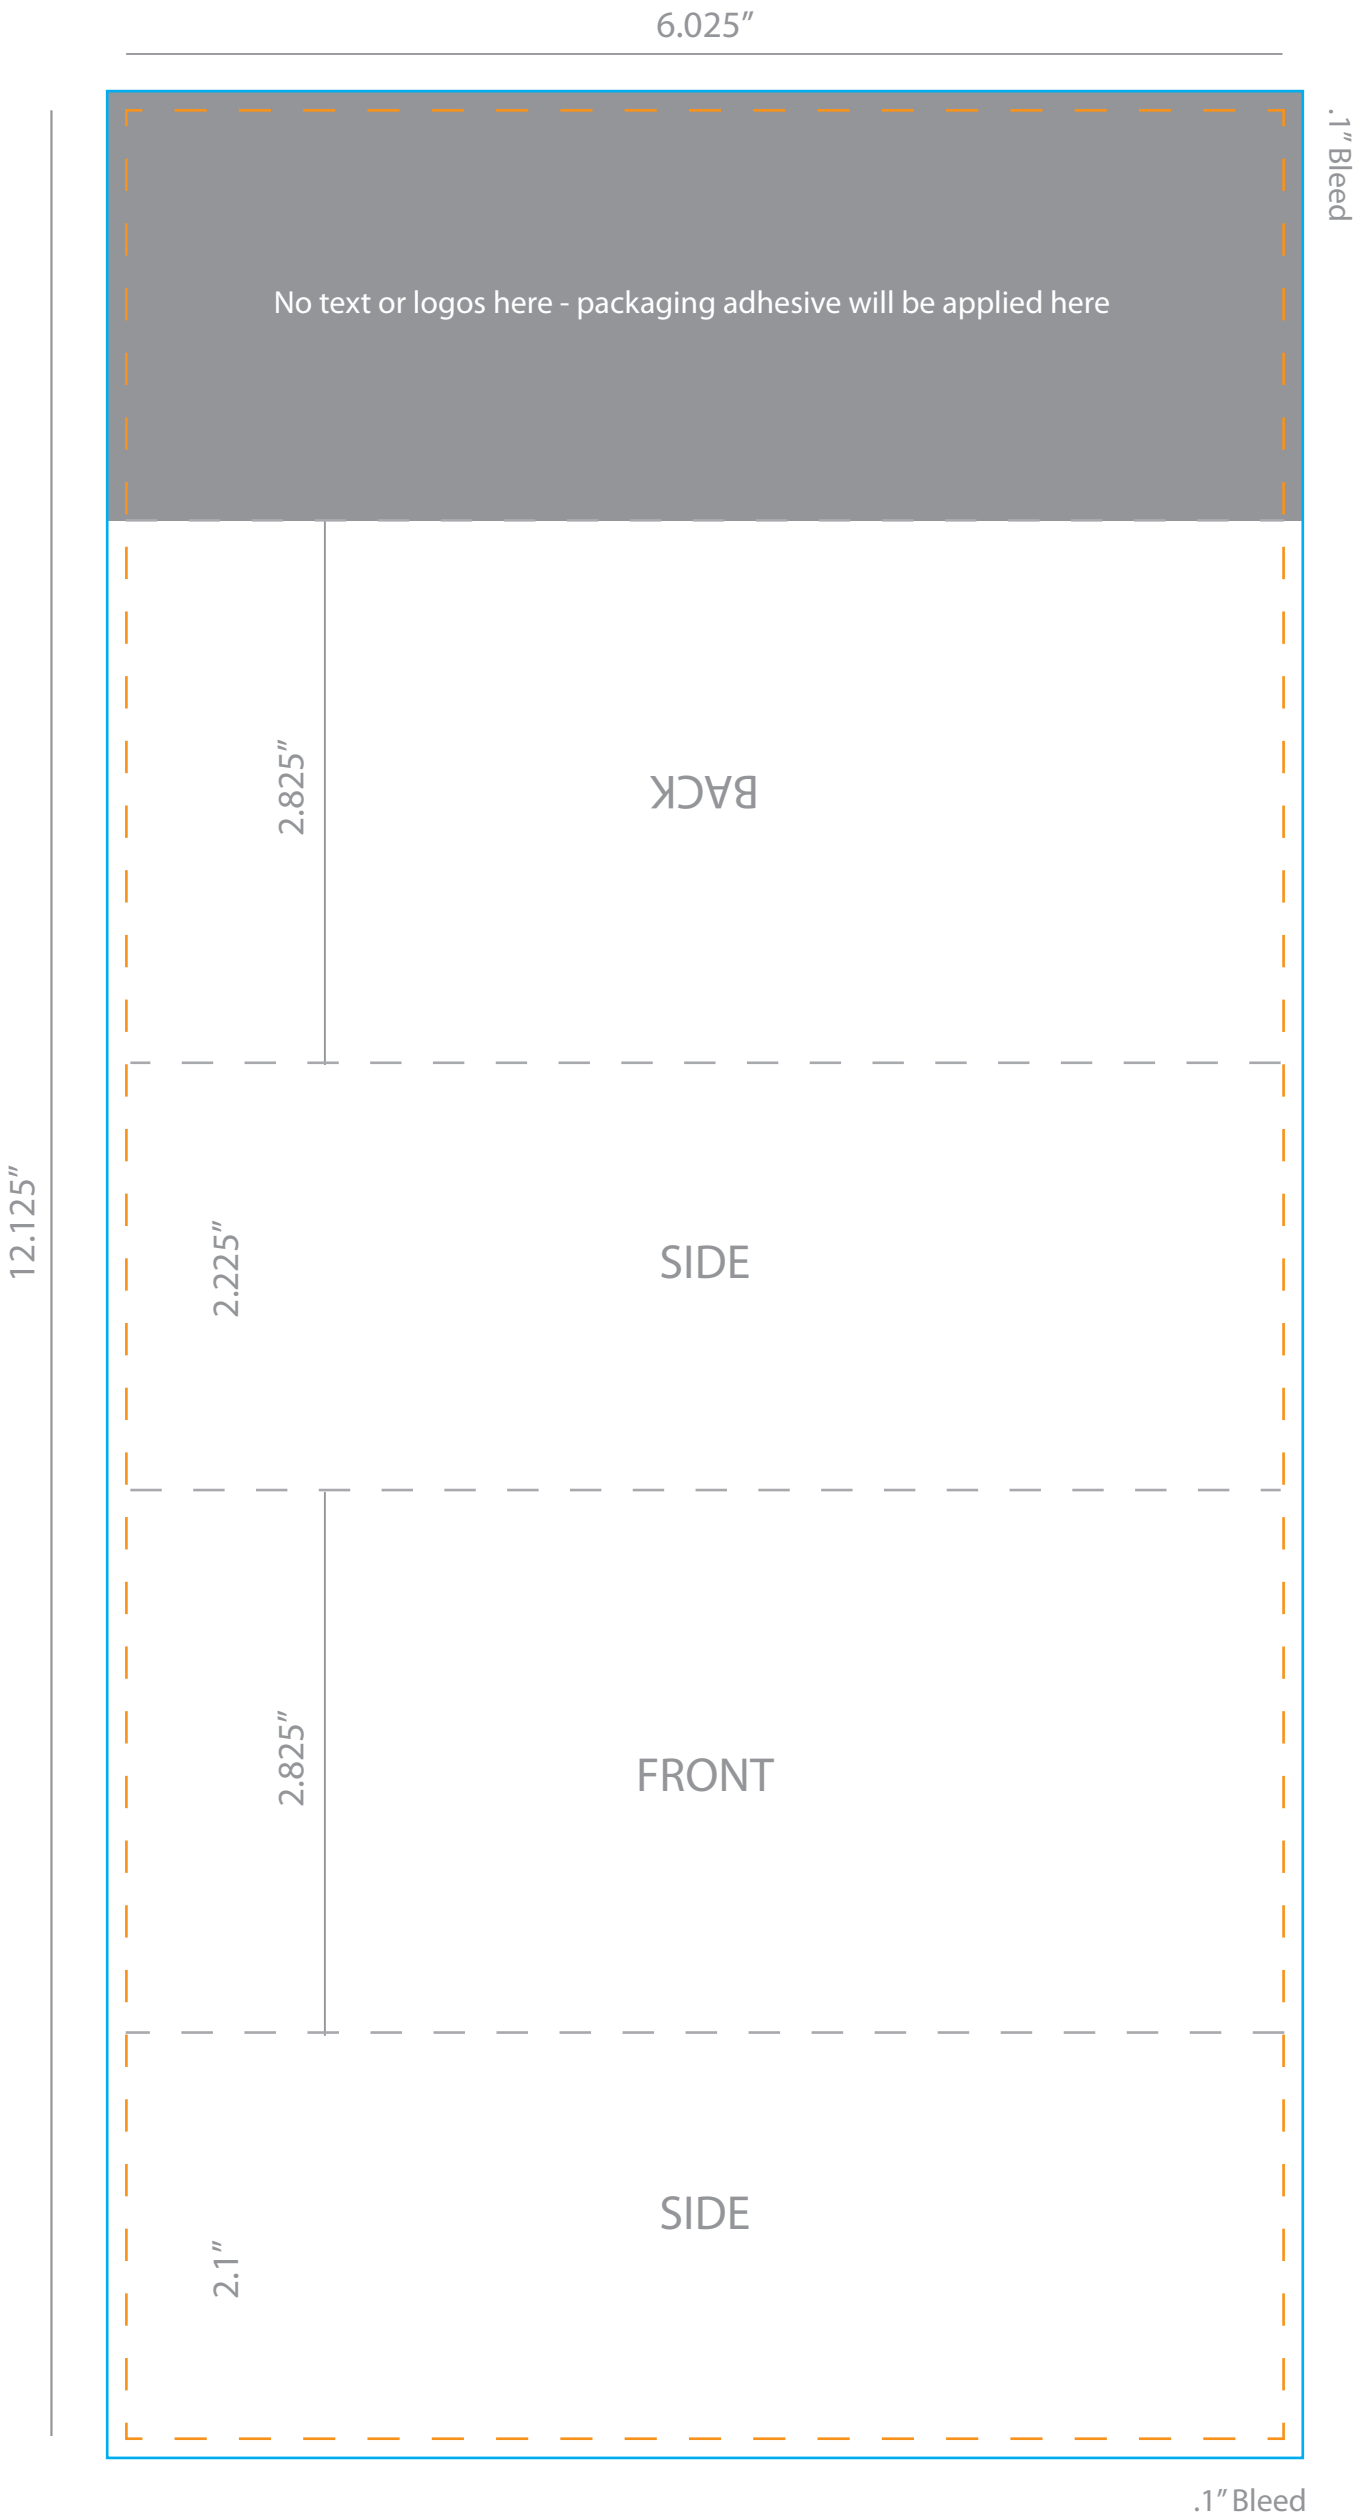 6.025”
.1” Bleed
No text or logos here - packaging adhesive will be applied here
2.825”
BACK
12.125”
2.225”
SIDE
2.825”
FRONT
SIDE
2.1”
.1” Bleed